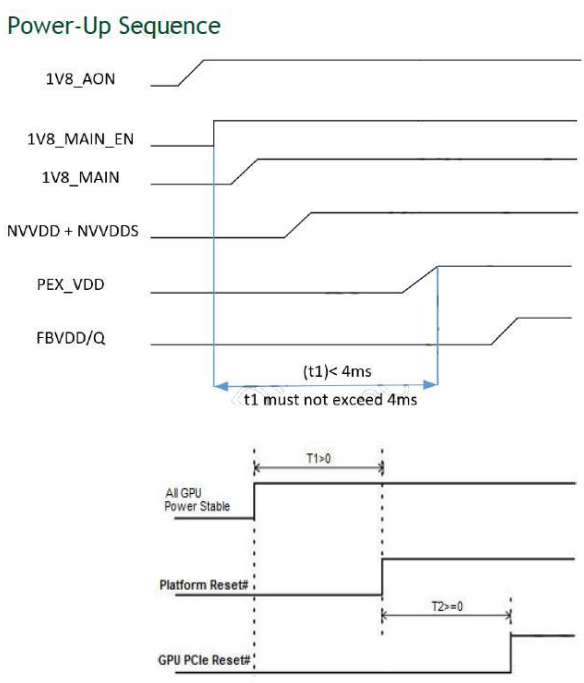 Power-Up Sequence
1V8_AON
1V8_MAIN_EN
1V8_MAIN
NVVDD + NVVDDS
PEX_VDD
FBVDD/Q
(t1)< 4ms
t1 must not exceed 4ms
T1>0
All GPU
Power Stable
Platform Reset#
T2>=0
GPU PCIe Reset#